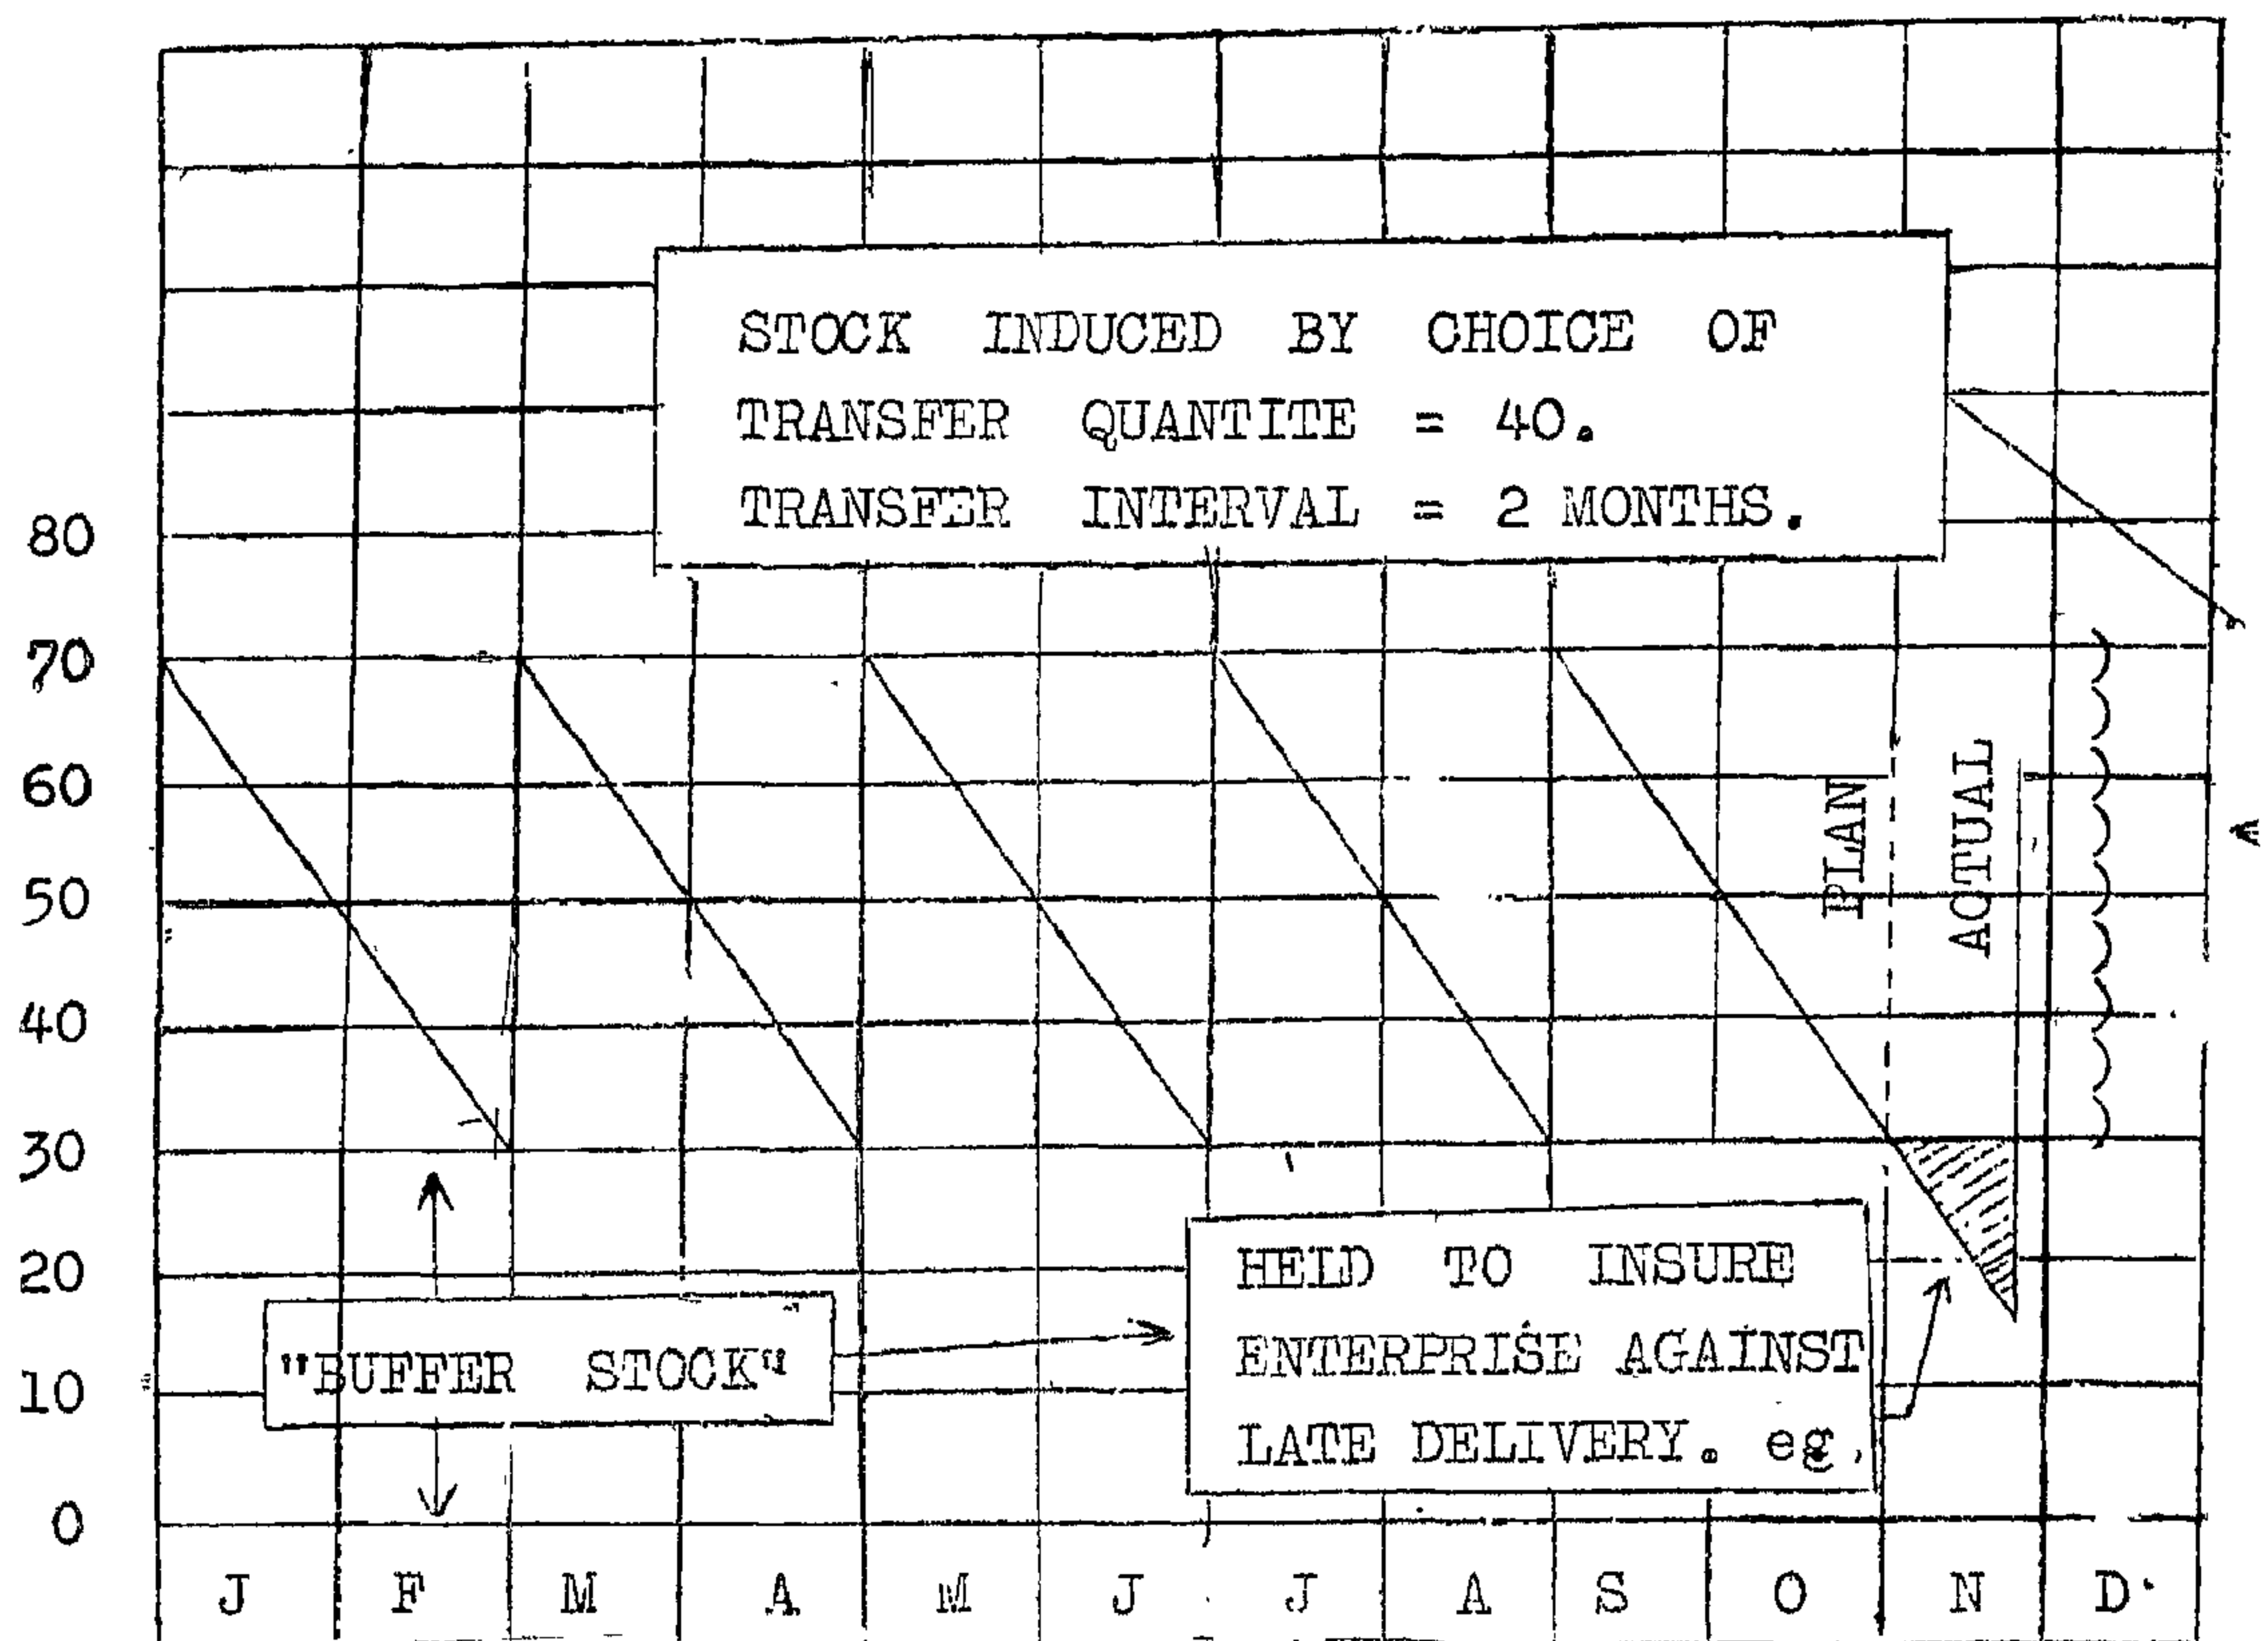 STOCK INDUCED BY CHOICE OF
TRANSFER QUANTITE = 40.
TRANSFER INTERVAL = 2 MONTHS.
80
70
60
50
40
30
20
10
0
PLAN
ACTUAL
"BUFFER STOCK"
HELD TO INSURE
ENTERPRISE AGAINST
LATE DELIVERY. eg.
J F M A M J J A S O N D